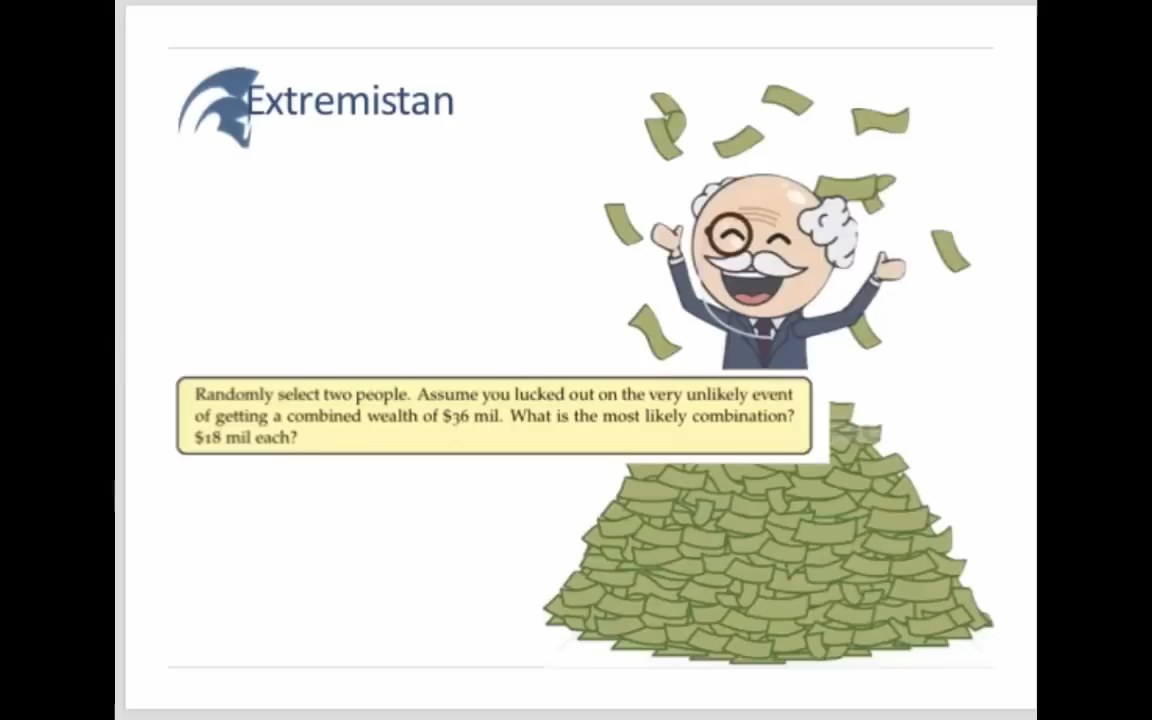 Extremistan
Randomly select two people. Assume you lucked out on the very unlikely event
of getting a combined wealth of $36 mil. What is the most likely combination?
$18 mil each?